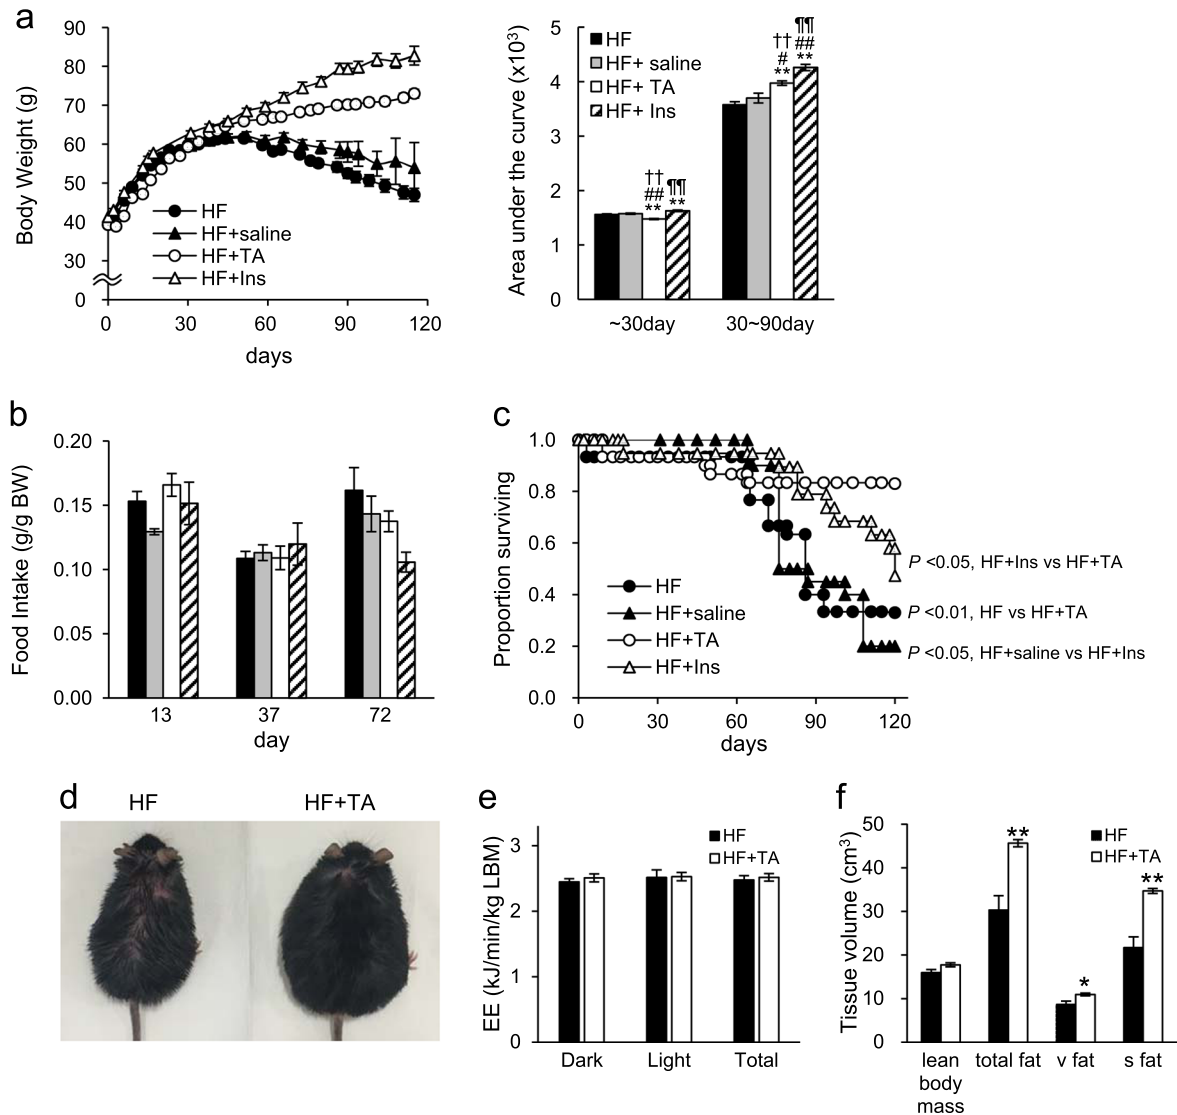 a
90
80
70
60
50
40
30
0
Body Weight (g)
HF
HF+saline
HF+TA
HF+Ins
0 30 60 90 120
days
5
4
3
2
1
0
Area under the curve (x10³)
HF
HF+ saline
HF+ TA
HF+ Ins
††
##
**
¶¶
**
††
#
**
¶¶
##
**
~30day 30~90day
b
0.20
0.15
0.10
0.05
0.00
Food Intake (g/g BW)
13 37 72
day
c
1.0
0.8
0.6
0.4
0.2
0.0
Proportion surviving
HF
HF+saline
HF+TA
HF+Ins
P <0.05, HF+Ins vs HF+TA
P <0.01, HF vs HF+TA
P <0.05, HF+saline vs HF+Ins
0 30 60 90 120
days
d
HF HF+TA
e
3
2
1
0
EE (kJ/min/kg LBM)
HF
HF+TA
Dark Light Total
f
50
40
30
20
10
0
Tissue volume (cm³)
HF
HF+TA
**
*
**
lean body mass
total fat
v fat
s fat